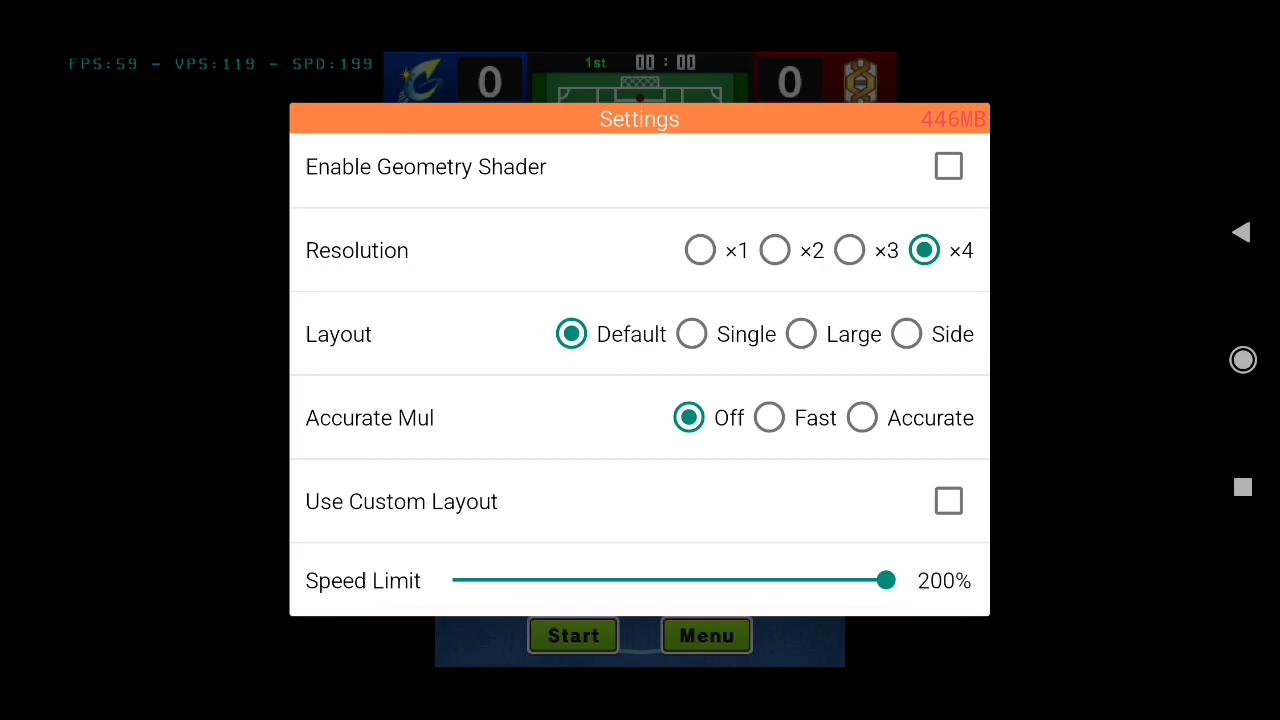 FPS:59 - VPS:119 - SPD:199
0 1st 00:00 0
Settings 446MB
Enable Geometry Shader
Resolution ×1 ×2 ×3 ×4
Layout Default Single Large Side
Accurate Mul Off Fast Accurate
Use Custom Layout
Speed Limit 200%
Start Menu